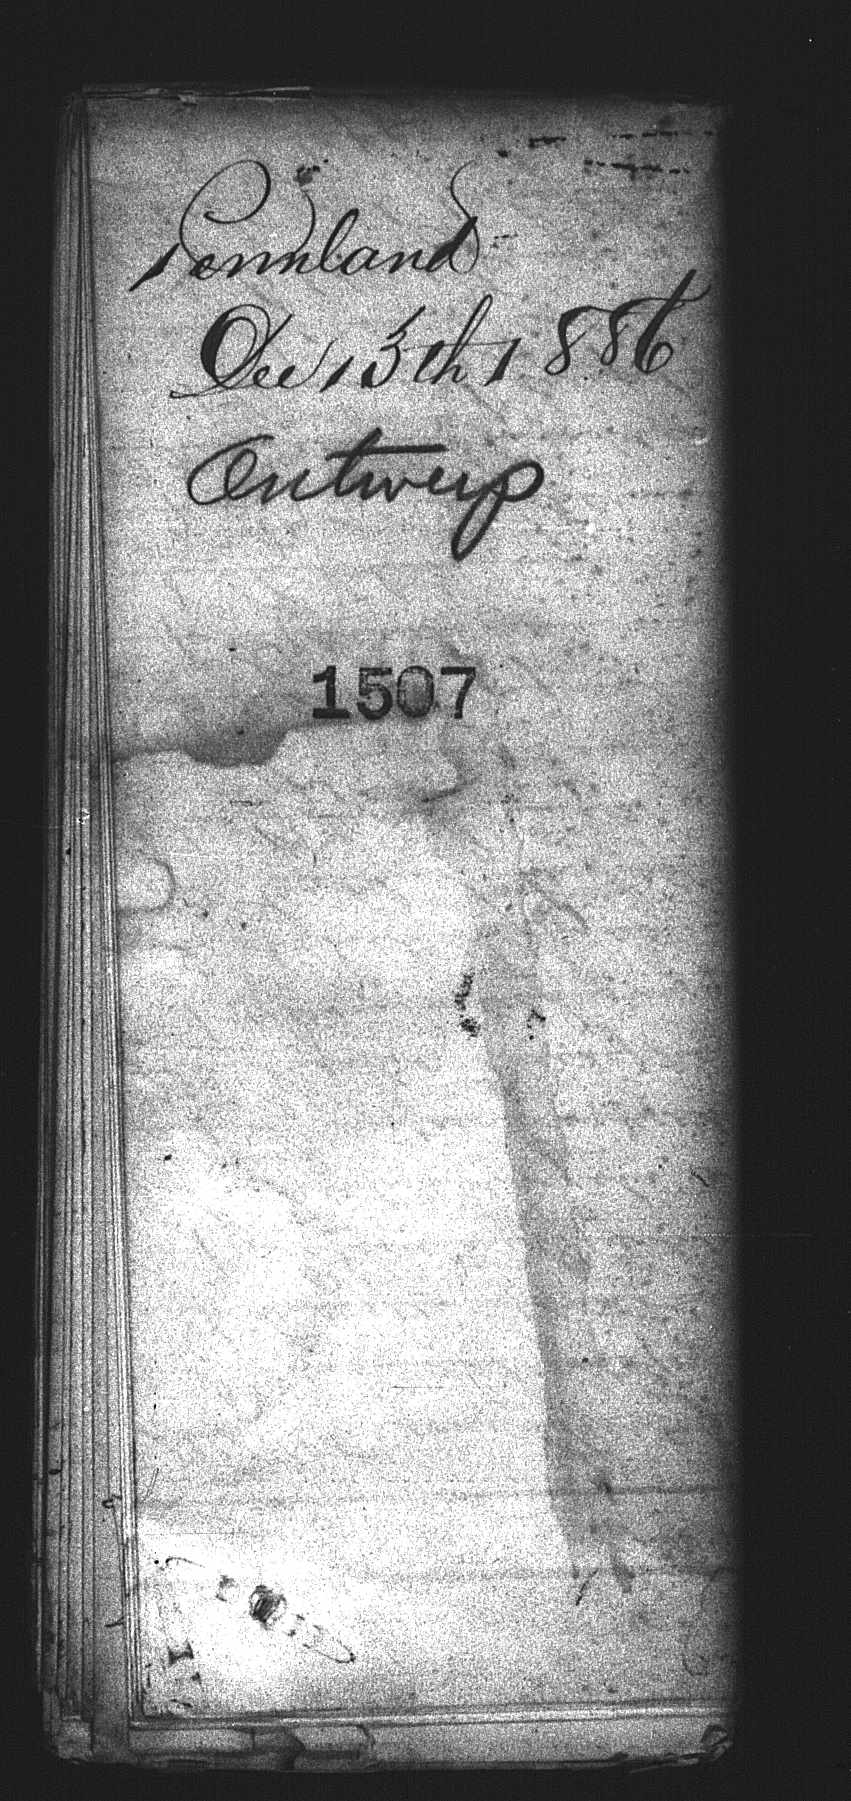 Pennland
Dec 13th 1886
Antwerp
1507